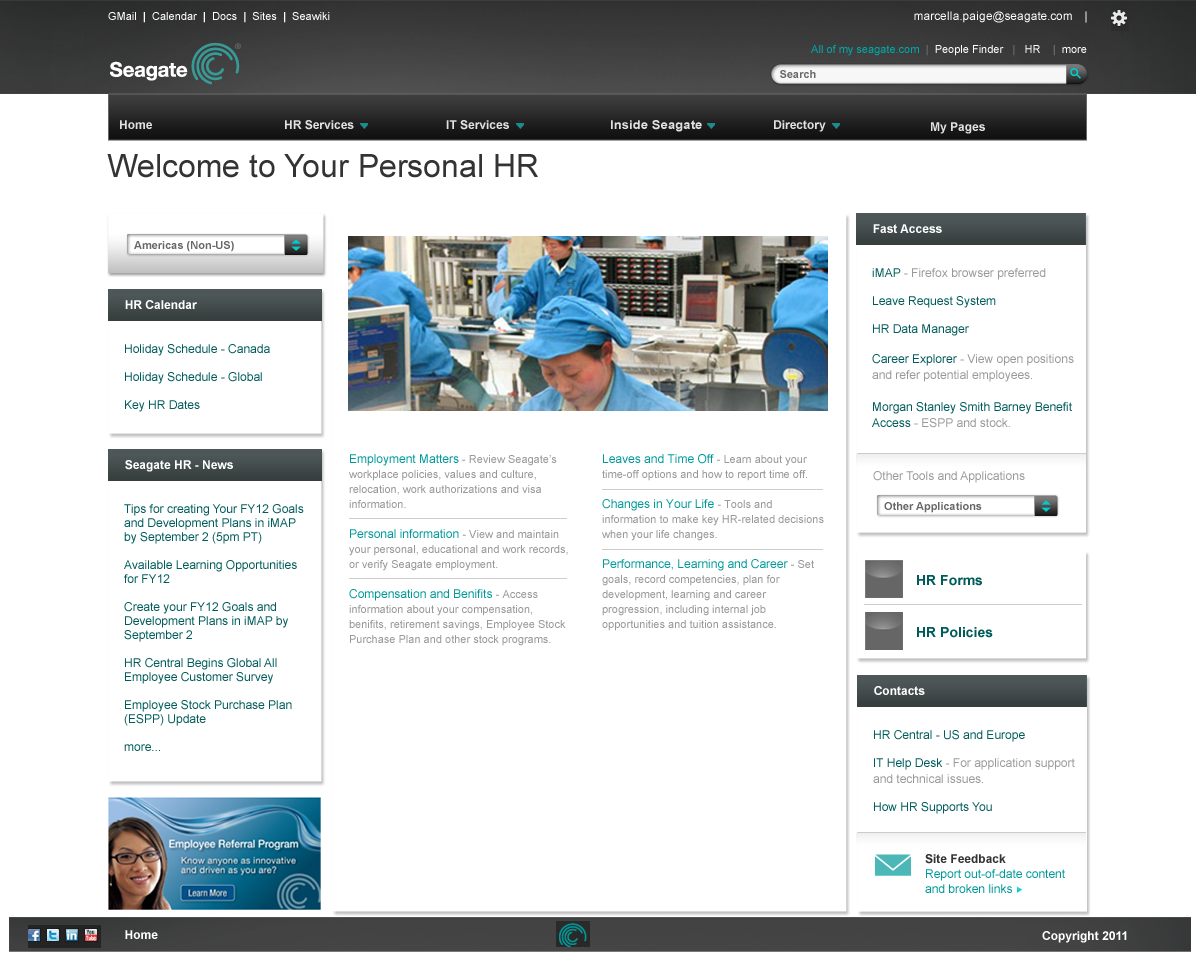 GMail | Calendar | Docs | Sites | Seawiki
marcella.paige@seagate.com |
All of my seagate.com | People Finder | HR | more
Seagate
Search
Home HR Services IT Services Inside Seagate Directory My Pages
Welcome to Your Personal HR
Americas (Non-US)
HR Calendar
Holiday Schedule - Canada
Holiday Schedule - Global
Key HR Dates
Seagate HR - News
Tips for creating Your FY12 Goals
and Development Plans in iMAP
by September 2 (5pm PT)
Available Learning Opportunities
for FY12
Create your FY12 Goals and
Development Plans in iMAP by
September 2
HR Central Begins Global All
Employee Customer Survey
Employee Stock Purchase Plan
(ESPP) Update
more...
Employee Referral Program
Know anyone as innovative
and driven as you are?
Learn More
Employment Matters - Review Seagate's
workplace policies, values and culture,
relocation, work authorizations and visa
information.
Personal information - View and maintain
your personal, educational and work records,
or verify Seagate employment.
Compensation and Benifits - Access
information about your compensation,
benifits, retirement savings, Employee Stock
Purchase Plan and other stock programs.
Leaves and Time Off - Learn about your
time-off options and how to report time off.
Changes in Your Life - Tools and
information to make key HR-related decisions
when your life changes.
Performance, Learning and Career - Set
goals, record competencies, plan for
development, learning and career
progression, including internal job
opportunities and tuition assistance.
Fast Access
iMAP - Firefox browser preferred
Leave Request System
HR Data Manager
Career Explorer - View open positions
and refer potential employees.
Morgan Stanley Smith Barney Benefit
Access - ESPP and stock.
Other Tools and Applications
Other Applications
HR Forms
HR Policies
Contacts
HR Central - US and Europe
IT Help Desk - For application support
and technical issues.
How HR Supports You
Site Feedback
Report out-of-date content
and broken links
Home
Copyright 2011